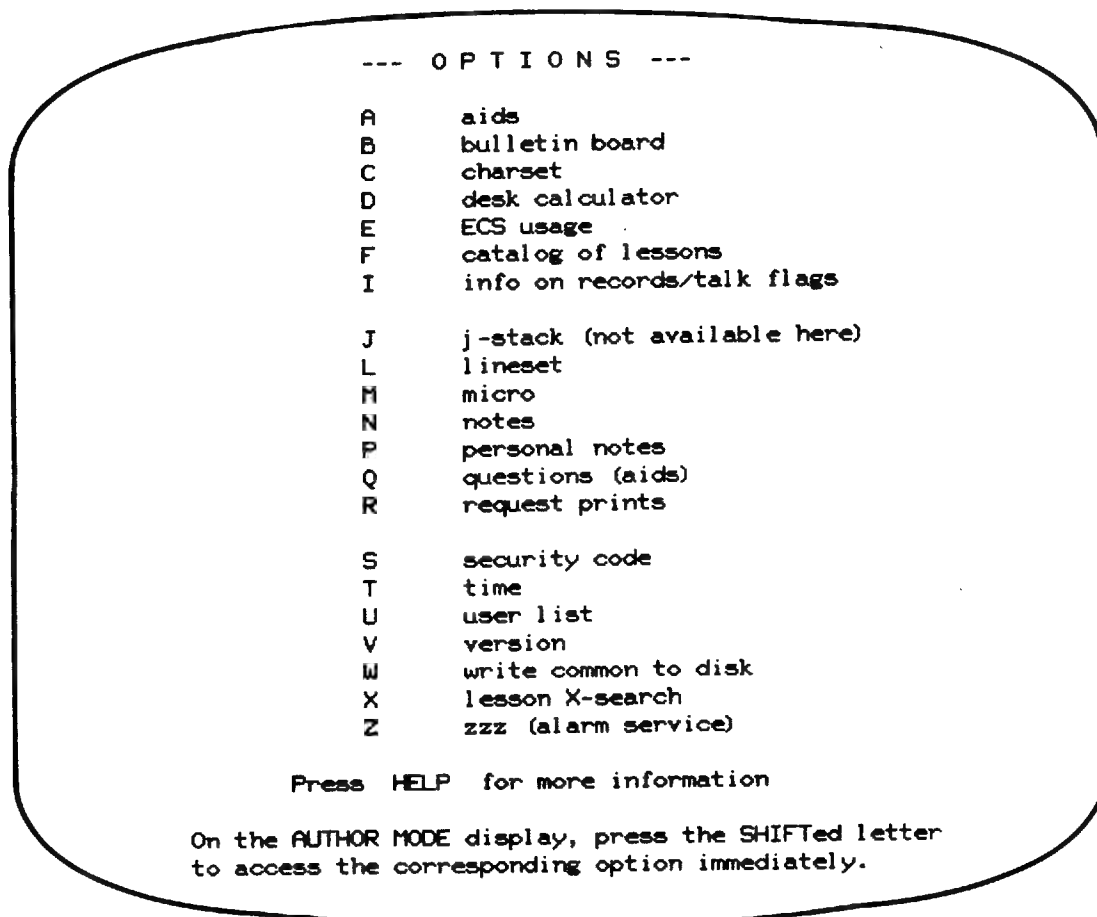 --- O P T I O N S ---
A aids
B bulletin board
C charset
D desk calculator
E ECS usage
F catalog of lessons
I info on records/talk flags
J j-stack (not available here)
L lineset
M micro
N notes
P personal notes
Q questions (aids)
R request prints
S security code
T time
U user list
V version
W write common to disk
X lesson X-search
Z zzz (alarm service)
Press HELP for more information
On the AUTHOR MODE display, press the SHIFTed letter
to access the corresponding option immediately.